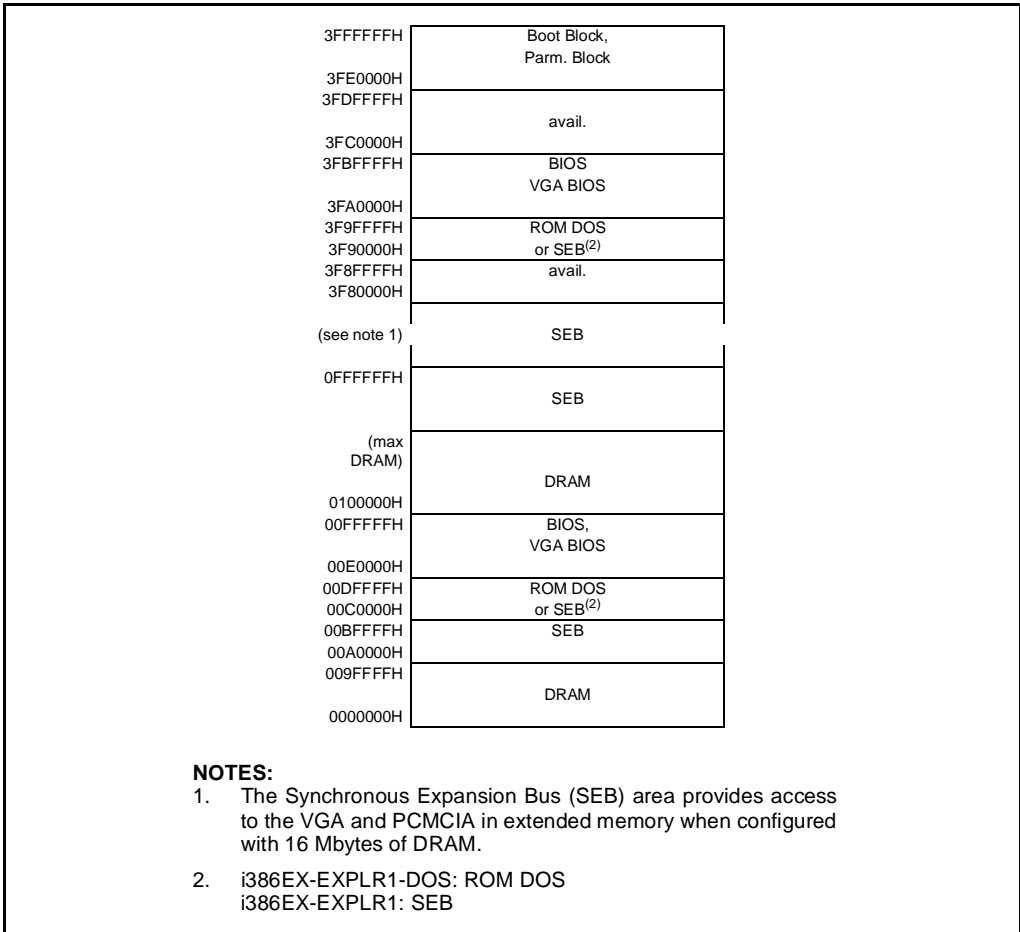 3FFFFFFH Boot Block,
Parm. Block
3FE0000H
3FDFFFFH
avail.
3FC0000H
3FBFFFFH BIOS
VGA BIOS
3FA0000H
3F9FFFFH ROM DOS
3F90000H or SEB(2)
3F8FFFFH avail.
3F80000H
(see note 1) SEB
0FFFFFFH
SEB
(max
DRAM)
DRAM
0100000H
00FFFFFH BIOS,
VGA BIOS
00E0000H
00DFFFFH ROM DOS
00C0000H or SEB(2)
00BFFFFH SEB
00A0000H
009FFFFH
DRAM
0000000H
NOTES:
1. The Synchronous Expansion Bus (SEB) area provides access
to the VGA and PCMCIA in extended memory when configured
with 16 Mbytes of DRAM.
2. i386EX-EXPLR1-DOS: ROM DOS
i386EX-EXPLR1: SEB